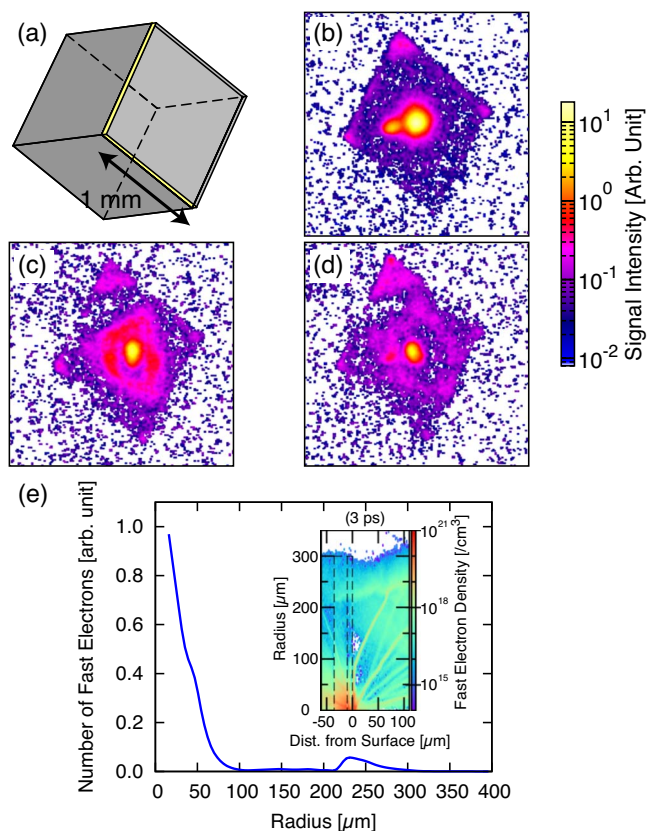 (a)
1 mm
(b)
10^1
10^0
10^-1
10^-2
Signal Intensity [Arb. Unit]
(c)
(d)
(e)
Number of Fast Electrons [arb. unit]
1.0
0.8
0.6
0.4
0.2
0.0
0 50 100 150 200 250 300 350 400
Radius [μm]
(3 ps)
Radius [μm]
300
200
100
0
-50 0 50 100
Dist. from Surface [μm]
10^21
10^18
10^15
Fast Electron Density [/cm^3]